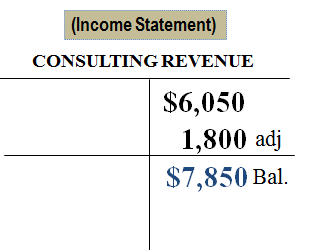 (Income Statement)
CONSULTING REVENUE
$6,050
1,800 adj
$7,850 Bal.